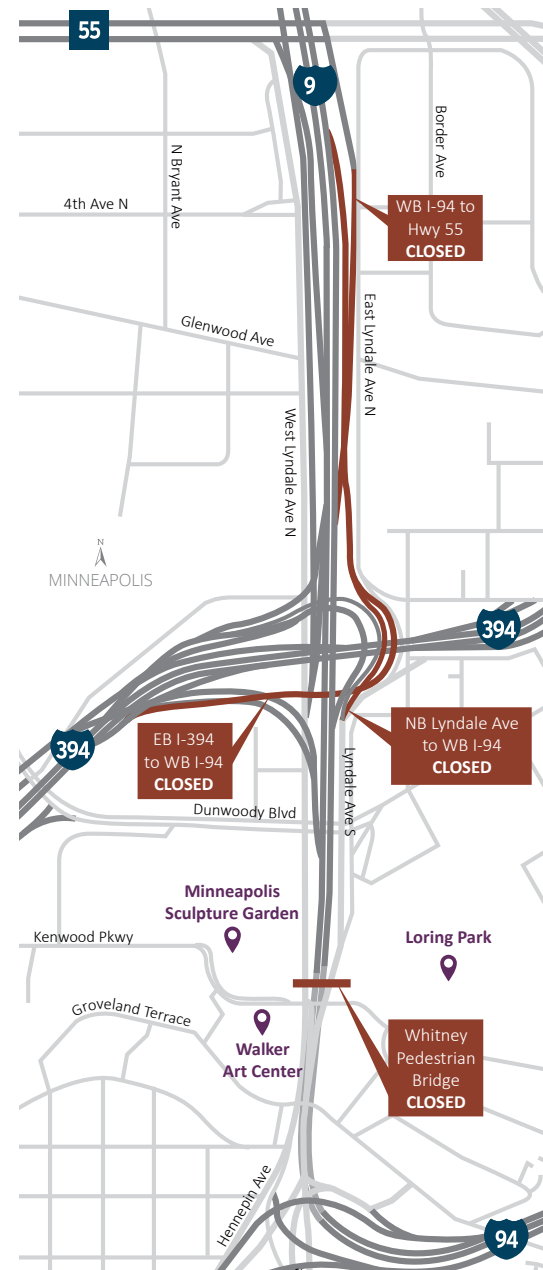 55
9
N Bryant Ave
Border Ave
4th Ave N
WB I-94 to
Hwy 55
CLOSED
East Lyndale Ave N
Glenwood Ave
West Lyndale Ave N
N
MINNEAPOLIS
394
394
EB I-394
to WB I-94
CLOSED
NB Lyndale Ave
to WB I-94
CLOSED
Lyndale Ave S
Dunwoody Blvd
Minneapolis
Sculpture Garden
Kenwood Pkwy
Loring Park
Groveland Terrace
Walker
Art Center
Whitney
Pedestrian
Bridge
CLOSED
Hennepin Ave
94